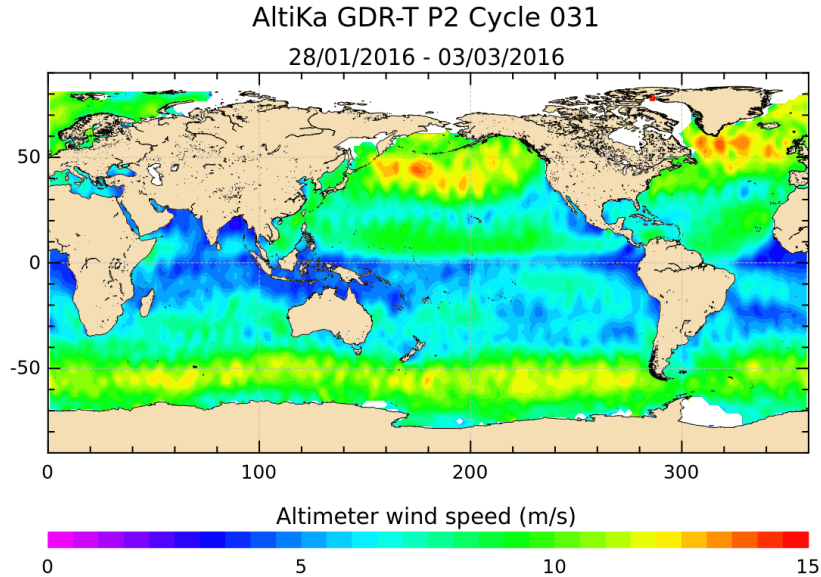 AltiKa GDR-T P2 Cycle 031
28/01/2016 - 03/03/2016
50
0
-50
0 100 200 300
Altimeter wind speed (m/s)
0 5 10 15